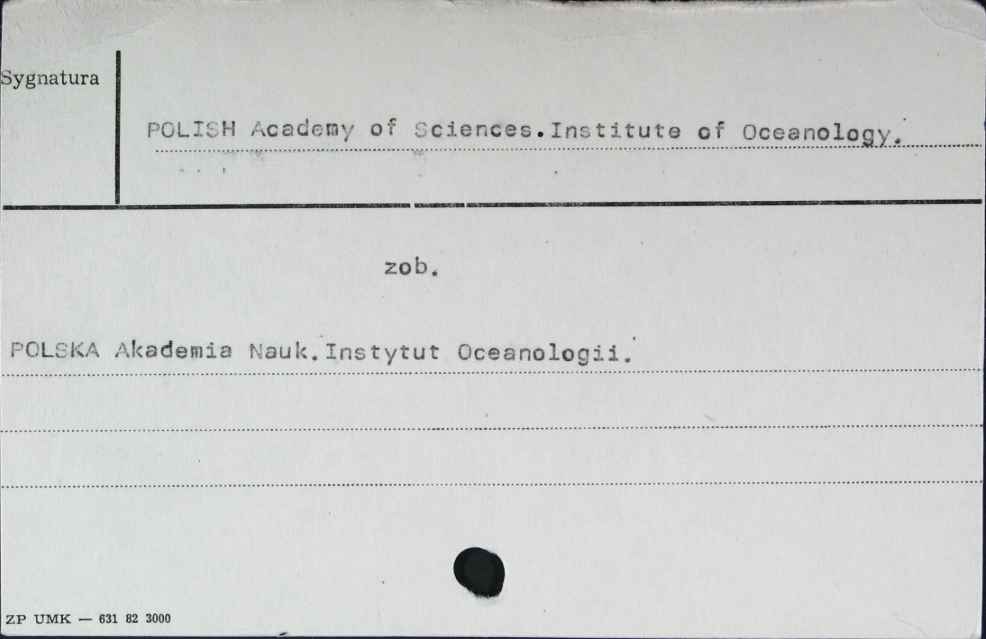 Sygnatura
POLISH Academy of Sciences.Institute of Oceanology.
zob.
POLSKA Akademia Nauk.Instytut Oceanologii.
ZP UMK — 631 82 3000